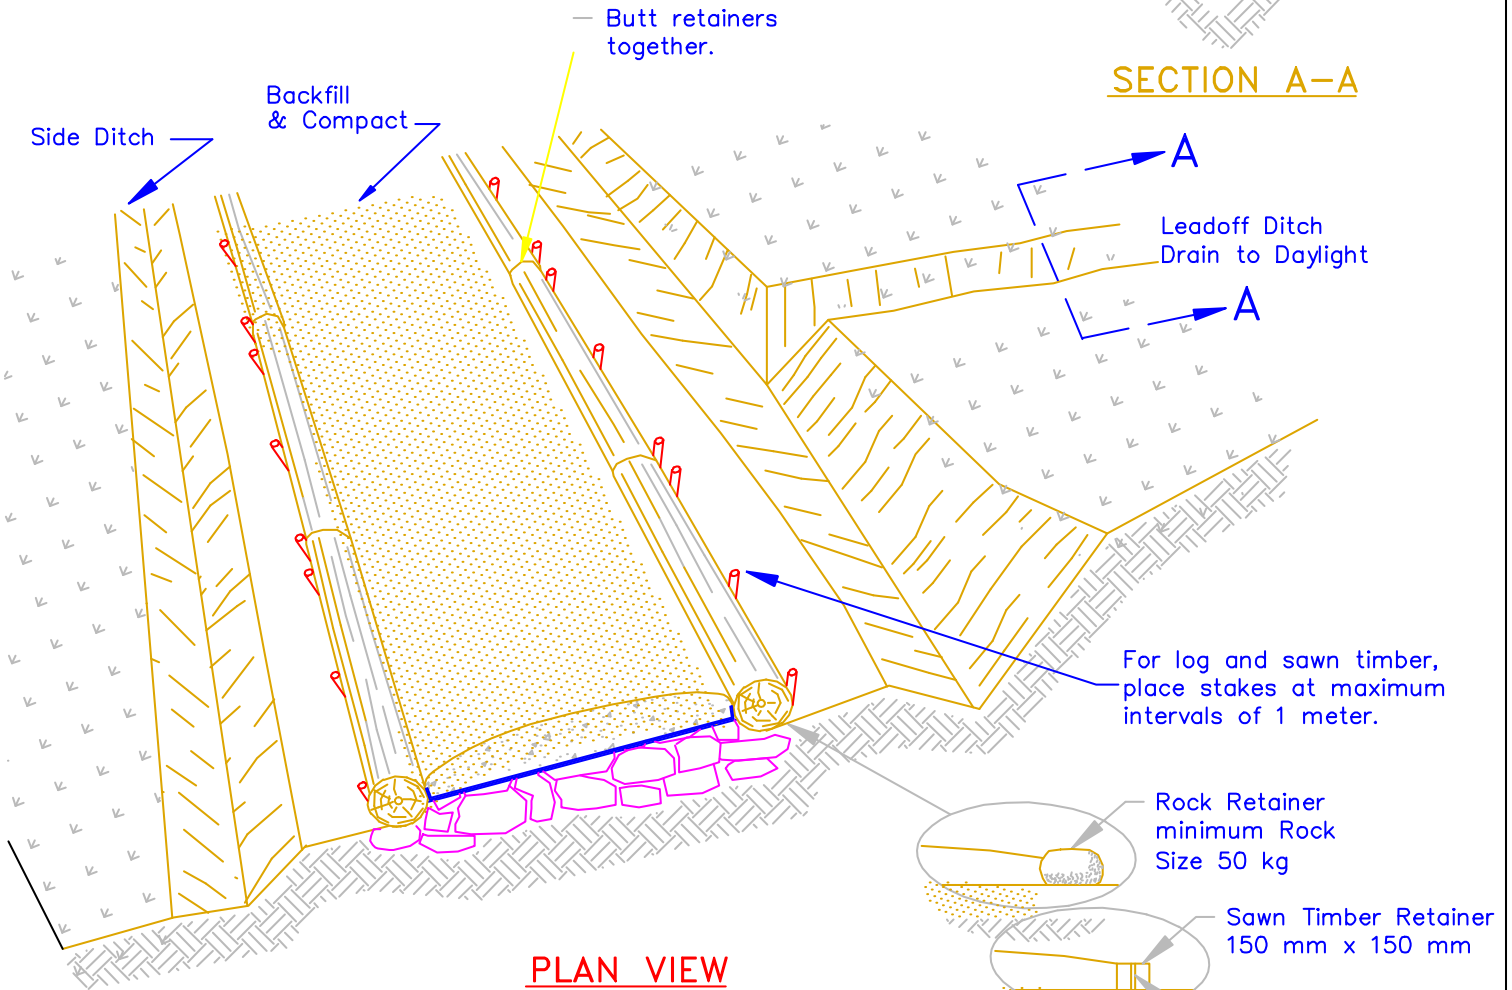 Butt retainers
together.
SECTION A-A
Backfill
& Compact
Side Ditch
A
Leadoff Ditch
Drain to Daylight
A
For log and sawn timber,
place stakes at maximum
intervals of 1 meter.
Rock Retainer
minimum Rock
Size 50 kg
Sawn Timber Retainer
150 mm x 150 mm
PLAN VIEW